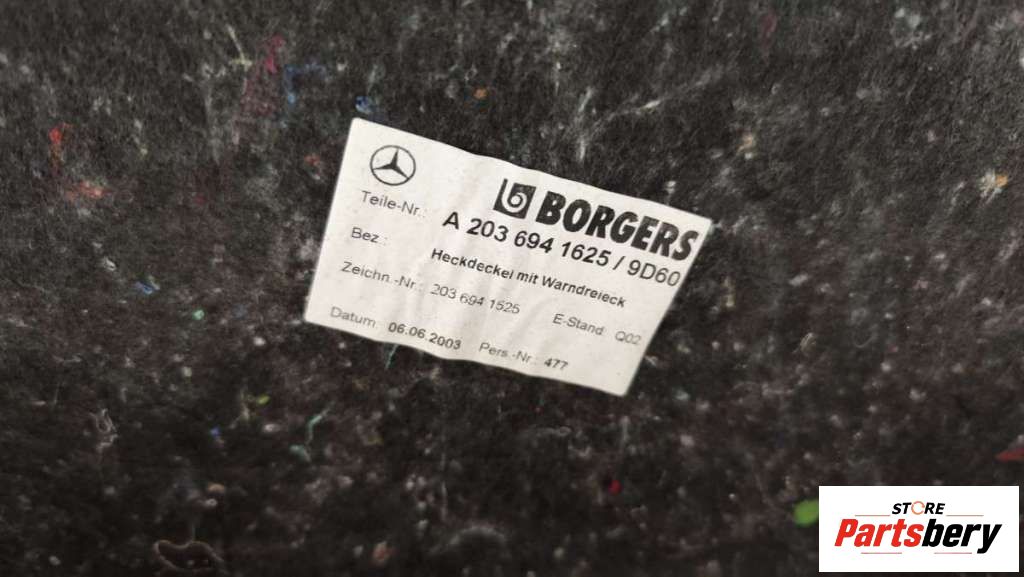 BORGERS
Teile-Nr.: A 203 694 1625 / 9D60
Bez.: Heckdeckel mit Warndreieck
Zeichn.-Nr.: 203 694 1525 E-Stand: Q02
Datum: 06.06.2003 Pers.-Nr.: 477
STORE
Partsbery